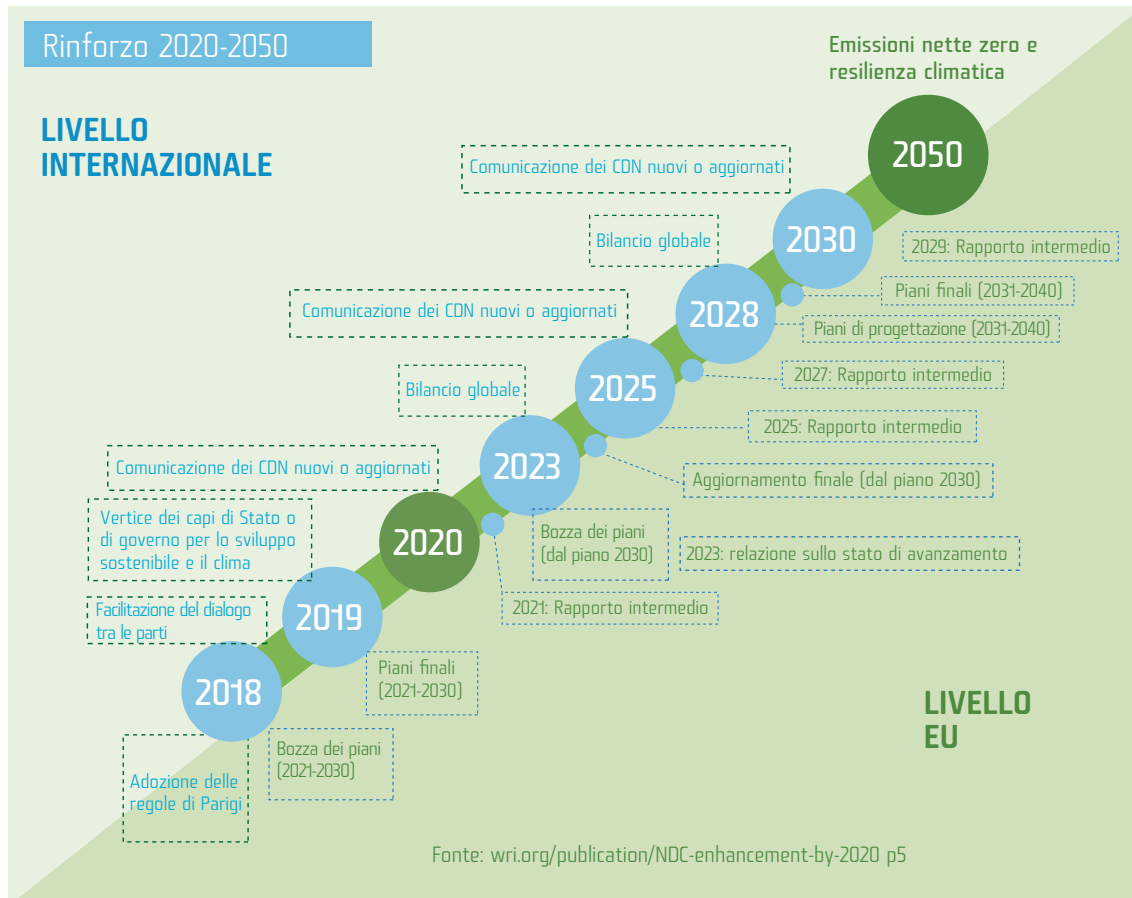 Rinforzo 2020-2050
Emissioni nette zero e
resilienza climatica
LIVELLO
INTERNAZIONALE
2050
Comunicazione dei CDN nuovi o aggiornati
2030
Bilancio globale
2029: Rapporto intermedio
Piani finali (2031-2040)
Comunicazione dei CDN nuovi o aggiornati
2028
Piani di progettazione (2031-2040)
2027: Rapporto intermedio
Bilancio globale
2025
2025: Rapporto intermedio
Comunicazione dei CDN nuovi o aggiornati
2023
Aggiornamento finale (dal piano 2030)
Vertice dei capi di Stato o
di governo per lo sviluppo
sostenibile e il clima
2020
Bozza dei piani
(dal piano 2030)
2023: relazione sullo stato di avanzamento
Facilitazione del dialogo
tra le parti
2019
2021: Rapporto intermedio
2018
Piani finali
(2021-2030)
LIVELLO
EU
Bozza dei piani
(2021-2030)
Adozione delle
regole di Parigi
Fonte: wri.org/publication/NDC-enhancement-by-2020 p5